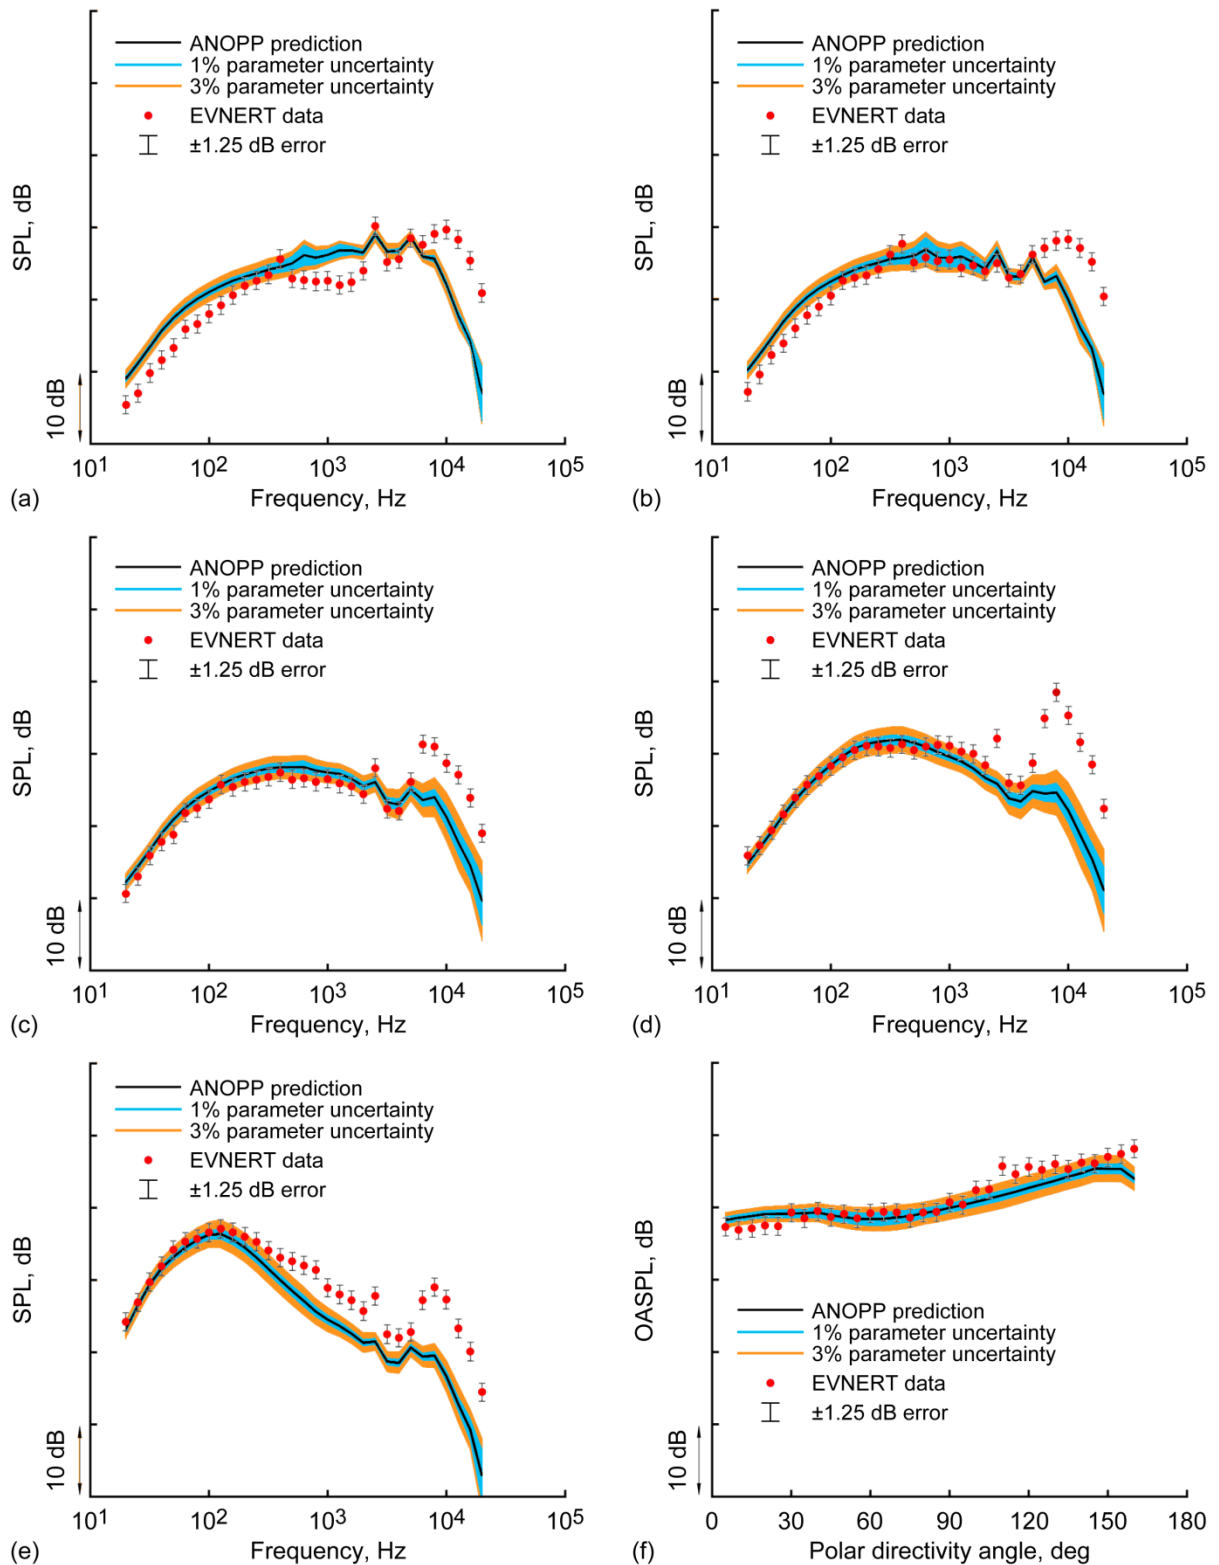 ANOPP prediction
1% parameter uncertainty
3% parameter uncertainty
EVNERT data
±1.25 dB error
SPL, dB
10 dB
10¹ 10² 10³ 10⁴ 10⁵
Frequency, Hz
(a)
ANOPP prediction
1% parameter uncertainty
3% parameter uncertainty
EVNERT data
±1.25 dB error
SPL, dB
10 dB
10¹ 10² 10³ 10⁴ 10⁵
Frequency, Hz
(b)
ANOPP prediction
1% parameter uncertainty
3% parameter uncertainty
EVNERT data
±1.25 dB error
SPL, dB
10 dB
10¹ 10² 10³ 10⁴ 10⁵
Frequency, Hz
(c)
ANOPP prediction
1% parameter uncertainty
3% parameter uncertainty
EVNERT data
±1.25 dB error
SPL, dB
10 dB
10¹ 10² 10³ 10⁴ 10⁵
Frequency, Hz
(d)
ANOPP prediction
1% parameter uncertainty
3% parameter uncertainty
EVNERT data
±1.25 dB error
SPL, dB
10 dB
10¹ 10² 10³ 10⁴ 10⁵
Frequency, Hz
(e)
OASPL, dB
ANOPP prediction
1% parameter uncertainty
3% parameter uncertainty
EVNERT data
±1.25 dB error
10 dB
0 30 60 90 120 150 180
Polar directivity angle, deg
(f)